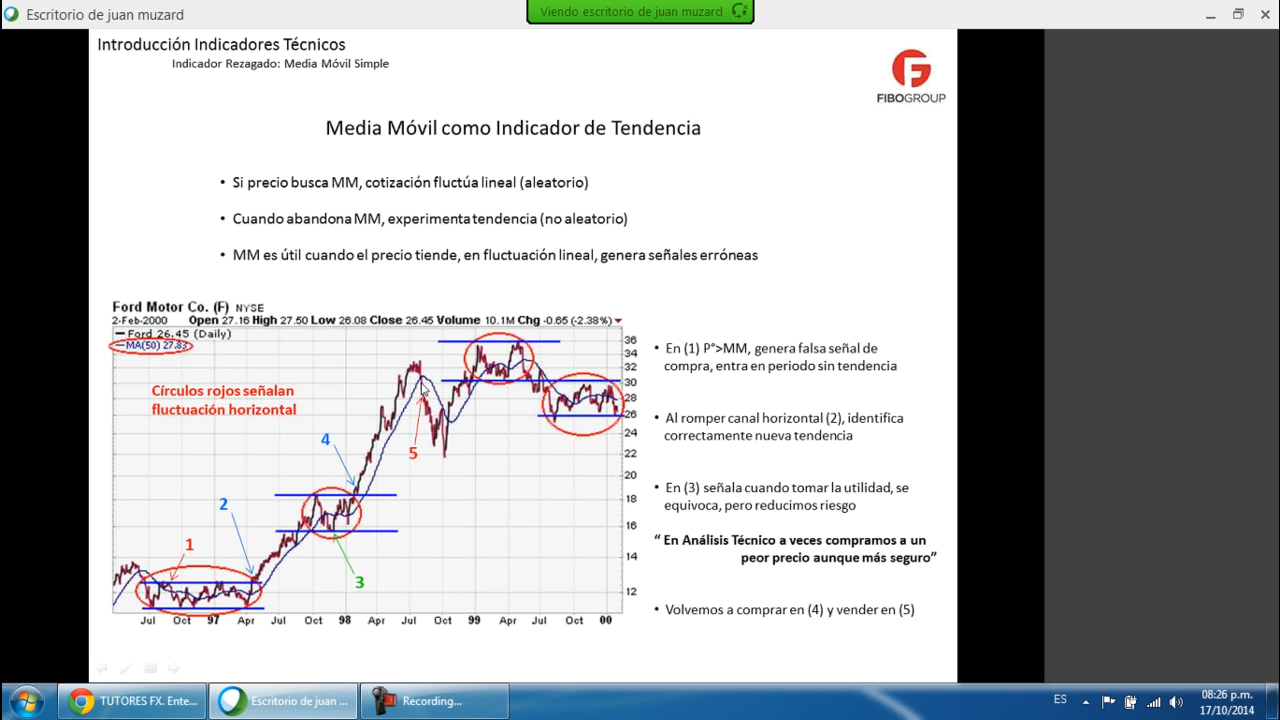 Escritorio de juan muzard
Viendo escritorio de juan muzard
Introducción Indicadores Técnicos
Indicador Rezagado: Media Móvil Simple
FIBOGROUP
Media Móvil como Indicador de Tendencia
• Si precio busca MM, cotización fluctúa lineal (aleatorio)
• Cuando abandona MM, experimenta tendencia (no aleatorio)
• MM es útil cuando el precio tiende, en fluctuación lineal, genera señales erróneas
Ford Motor Co. (F) NYSE
2-Feb-2000 Open 27.16 High 27.50 Low 26.08 Close 26.45 Volume 10.1M Chg -0.65 (-2.38%)
Ford 26.45 (Daily)
MA(50) 27.83
Círculos rojos señalan
fluctuación horizontal
1
2
3
4
5
36
34
32
30
28
26
24
22
20
18
16
14
12
Jul Oct 97 Apr Jul Oct 98 Apr Jul Oct 99 Apr Jul Oct 00
• En (1) P°>MM, genera falsa señal de
compra, entra en periodo sin tendencia
• Al romper canal horizontal (2), identifica
correctamente nueva tendencia
• En (3) señala cuando tomar la utilidad, se
equivoca, pero reducimos riesgo
“ En Análisis Técnico a veces compramos a un
peor precio aunque más seguro”
• Volvemos a comprar en (4) y vender en (5)
TUTORES FX. Ente...
Escritorio de juan ...
Recording...
ES
08:26 p.m.
17/10/2014